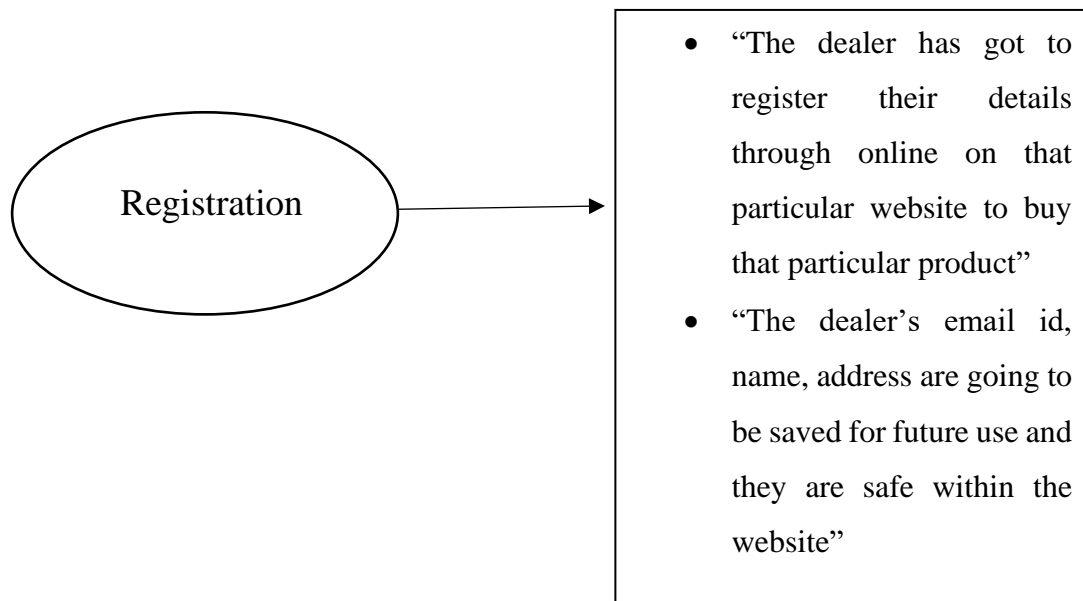 Registration
• “The dealer has got to
register their details
through online on that
particular website to buy
that particular product”
• “The dealer’s email id,
name, address are going to
be saved for future use and
they are safe within the
website”